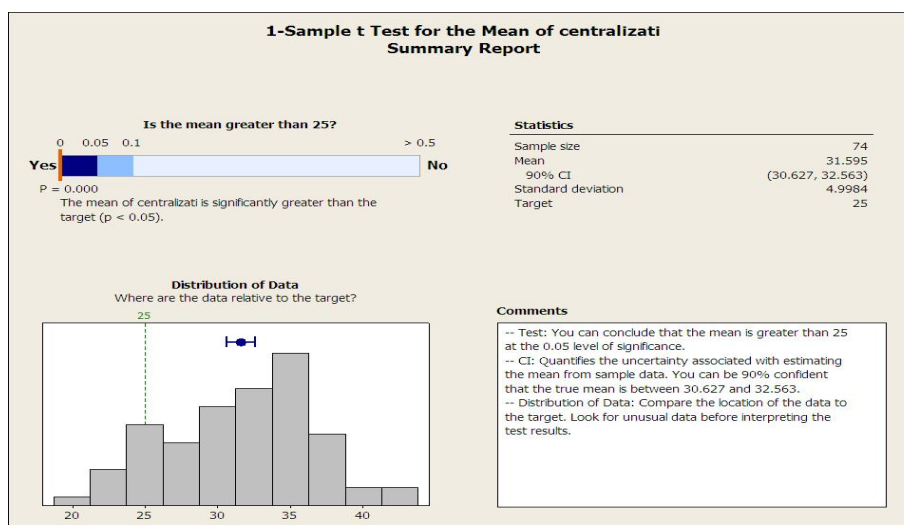 1-Sample t Test for the Mean of centralizati
Summary Report
Is the mean greater than 25?
0 0.05 0.1 > 0.5
Yes No
P = 0.000
The mean of centralizati is significantly greater than the
target (p < 0.05).
Statistics
Sample size 74
Mean 31.595
90% CI (30.627, 32.563)
Standard deviation 4.9984
Target 25
Distribution of Data
Where are the data relative to the target?
25
20 25 30 35 40
Comments
-- Test: You can conclude that the mean is greater than 25
at the 0.05 level of significance.
-- CI: Quantifies the uncertainty associated with estimating
the mean from sample data. You can be 90% confident
that the true mean is between 30.627 and 32.563.
-- Distribution of Data: Compare the location of the data to
the target. Look for unusual data before interpreting the
test results.